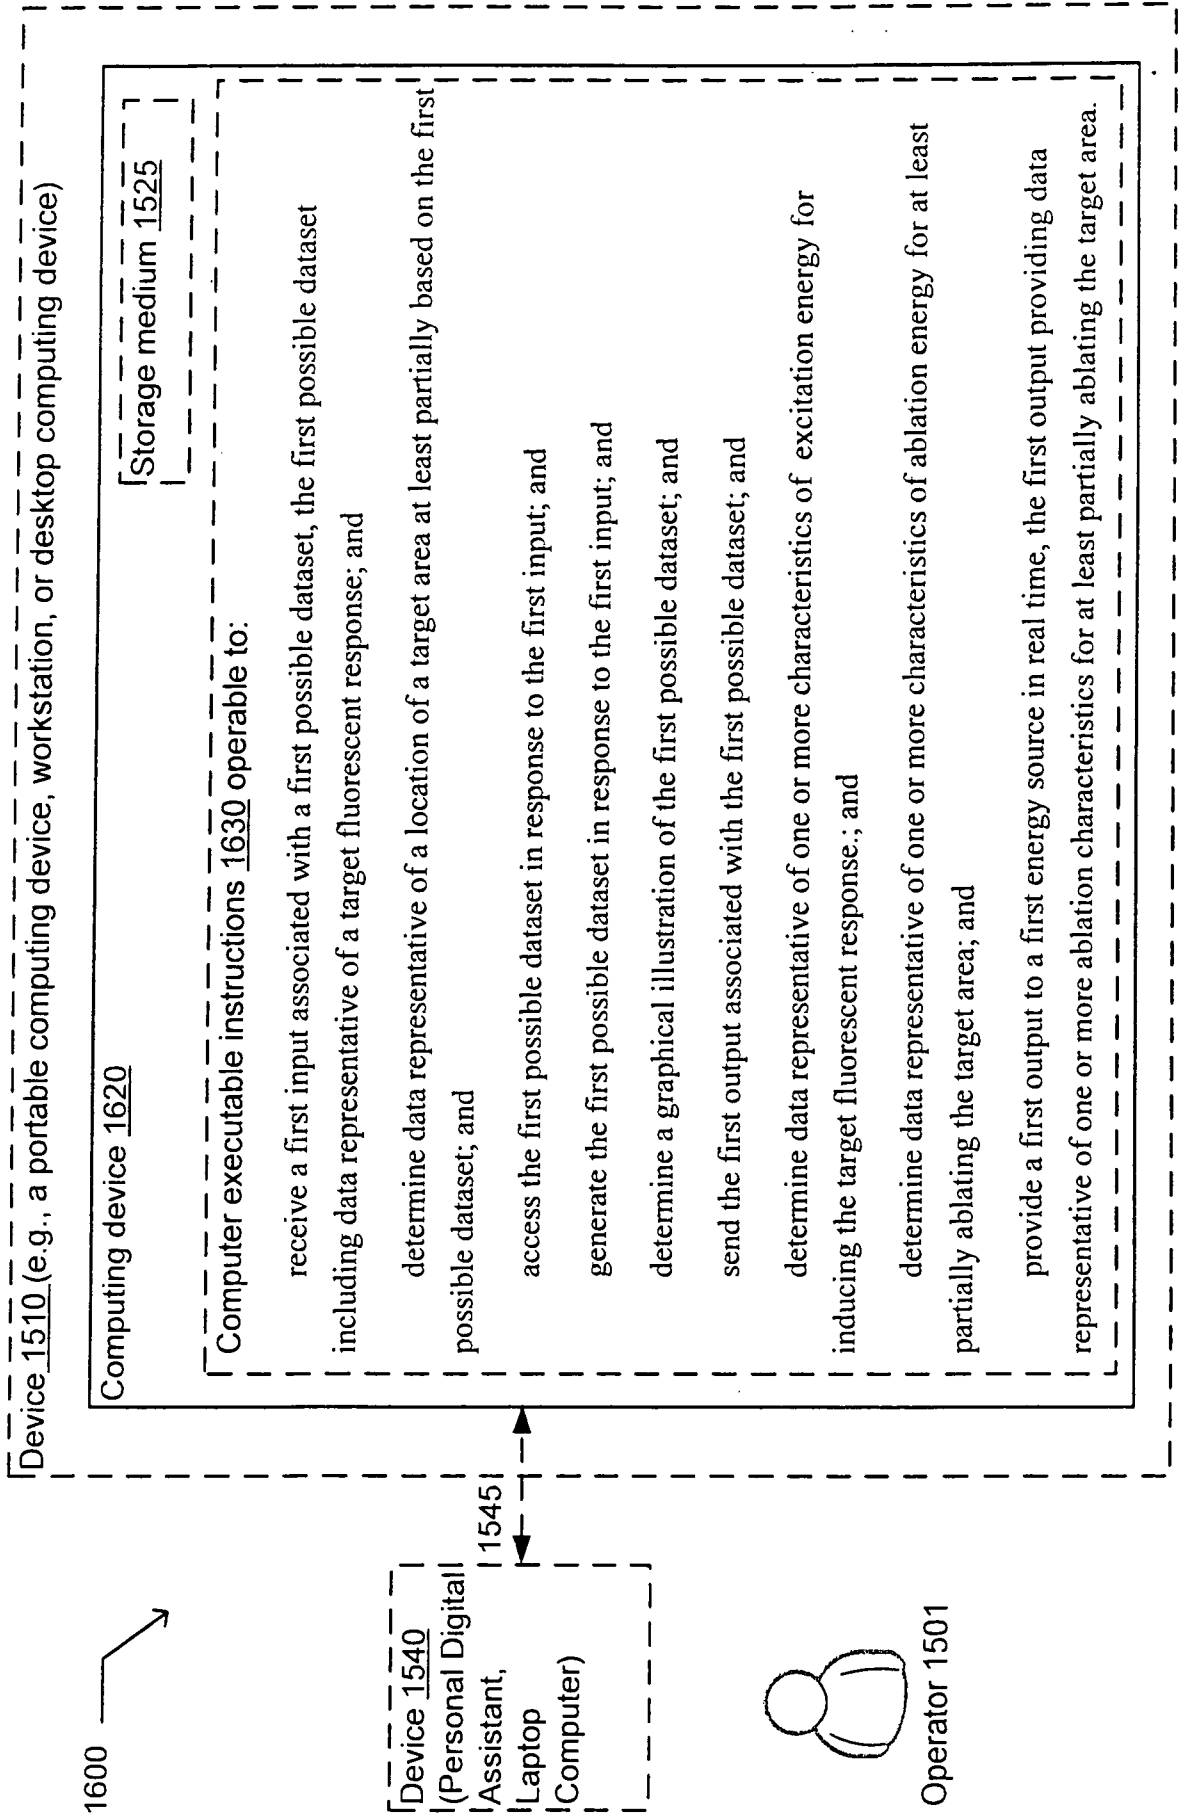 1600
Device 1510 (e.g., a portable computing device, workstation, or desktop computing device)
Computing device 1620
Storage medium 1525
Computer executable instructions 1630 operable to:
receive a first input associated with a first possible dataset, the first possible dataset
including data representative of a target fluorescent response; and
determine data representative of a location of a target area at least partially based on the first
possible dataset; and
access the first possible dataset in response to the first input; and
generate the first possible dataset in response to the first input; and
determine a graphical illustration of the first possible dataset; and
send the first output associated with the first possible dataset; and
determine data representative of one or more characteristics of excitation energy for
inducing the target fluorescent response.; and
determine data representative of one or more characteristics of ablation energy for at least
partially ablating the target area; and
provide a first output to a first energy source in real time, the first output providing data
representative of one or more ablation characteristics for at least partially ablating the target area.
1545
Device 1540
(Personal Digital
Assistant,
Laptop
Computer)
Operator 1501